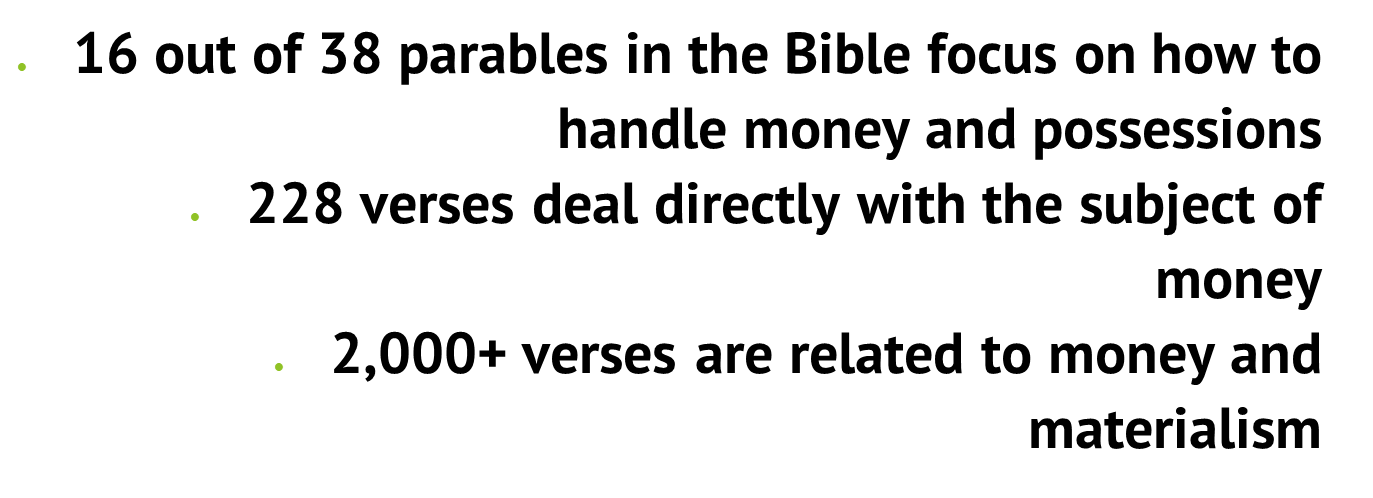 • 16 out of 38 parables in the Bible focus on how to
handle money and possessions
• 228 verses deal directly with the subject of
money
• 2,000+ verses are related to money and
materialism